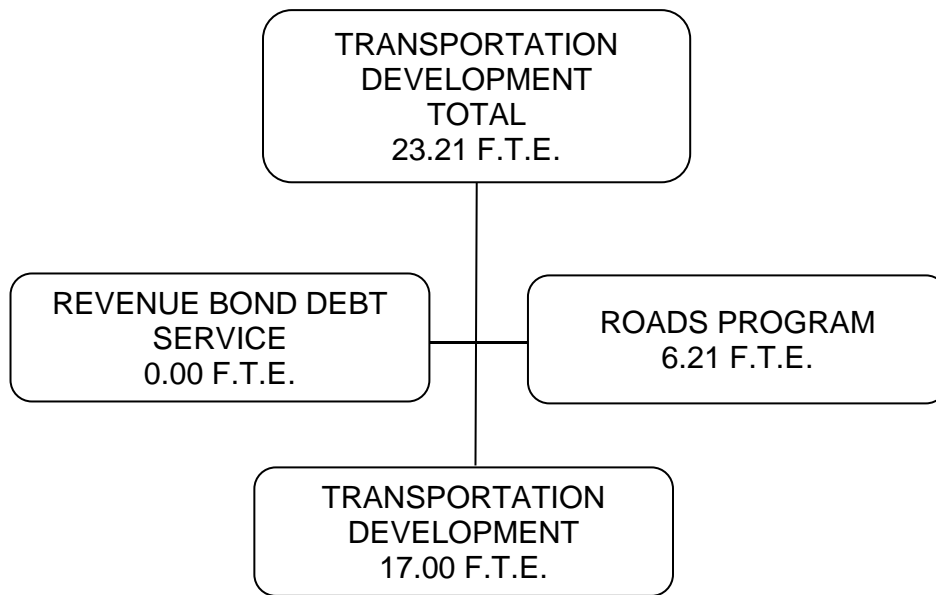 TRANSPORTATION
DEVELOPMENT
TOTAL
23.21 F.T.E.
REVENUE BOND DEBT
SERVICE
0.00 F.T.E.
ROADS PROGRAM
6.21 F.T.E.
TRANSPORTATION
DEVELOPMENT
17.00 F.T.E.